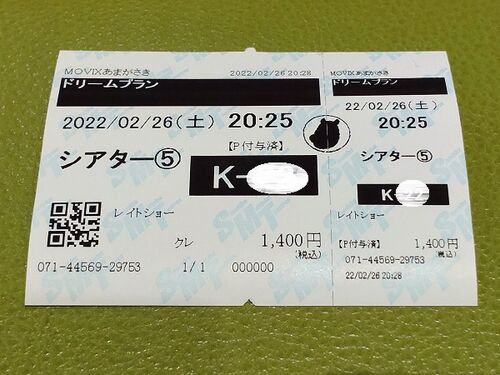 MOVIXあまがさき 2022/02/26 20:28
ドリームプラン
2022/02/26(土) 20:25
【P付与済】
シアター⑤
K-
レイトショー
クレ 1,400円
(税込)
071-44569-29753 1/1 000000
MOVIXあまがさき
ドリームプラン
22/02/26(土)
20:25
シアター⑤
K-
レイトショー
【P付与済】 1,400円
(税込)
071-44569-29753
22/02/26 20:28